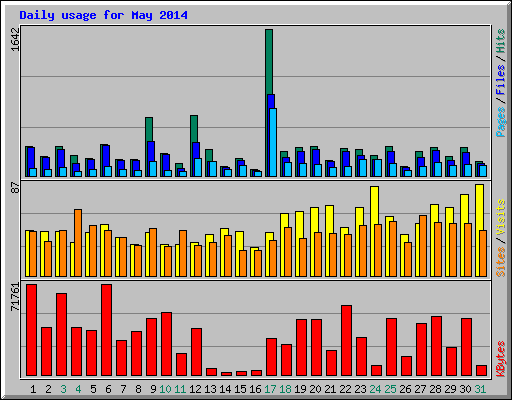 Daily usage for May 2014
1642
Pages / Files / Hits
87
Sites / Visits
71761
KBytes
1 2 3 4 5 6 7 8 9 10 11 12 13 14 15 16 17 18 19 20 21 22 23 24 25 26 27 28 29 30 31